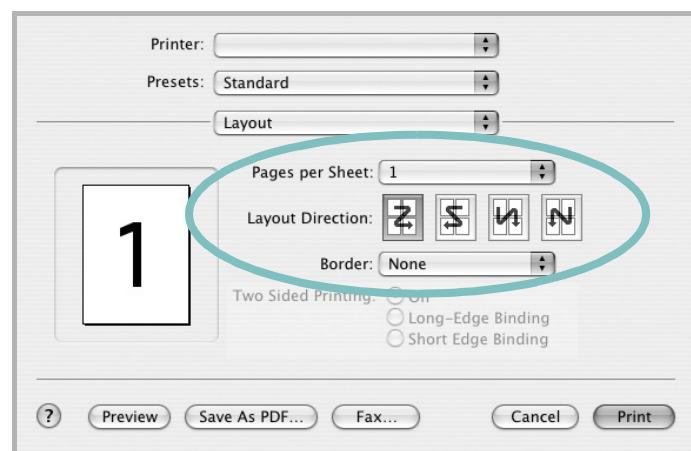 Printer:
Presets: Standard
Layout
Pages per Sheet: 1
Layout Direction:
Border: None
1
Two Sided Printing:
Long-Edge Binding
Short Edge Binding
? Preview Save As PDF... Fax... Cancel Print